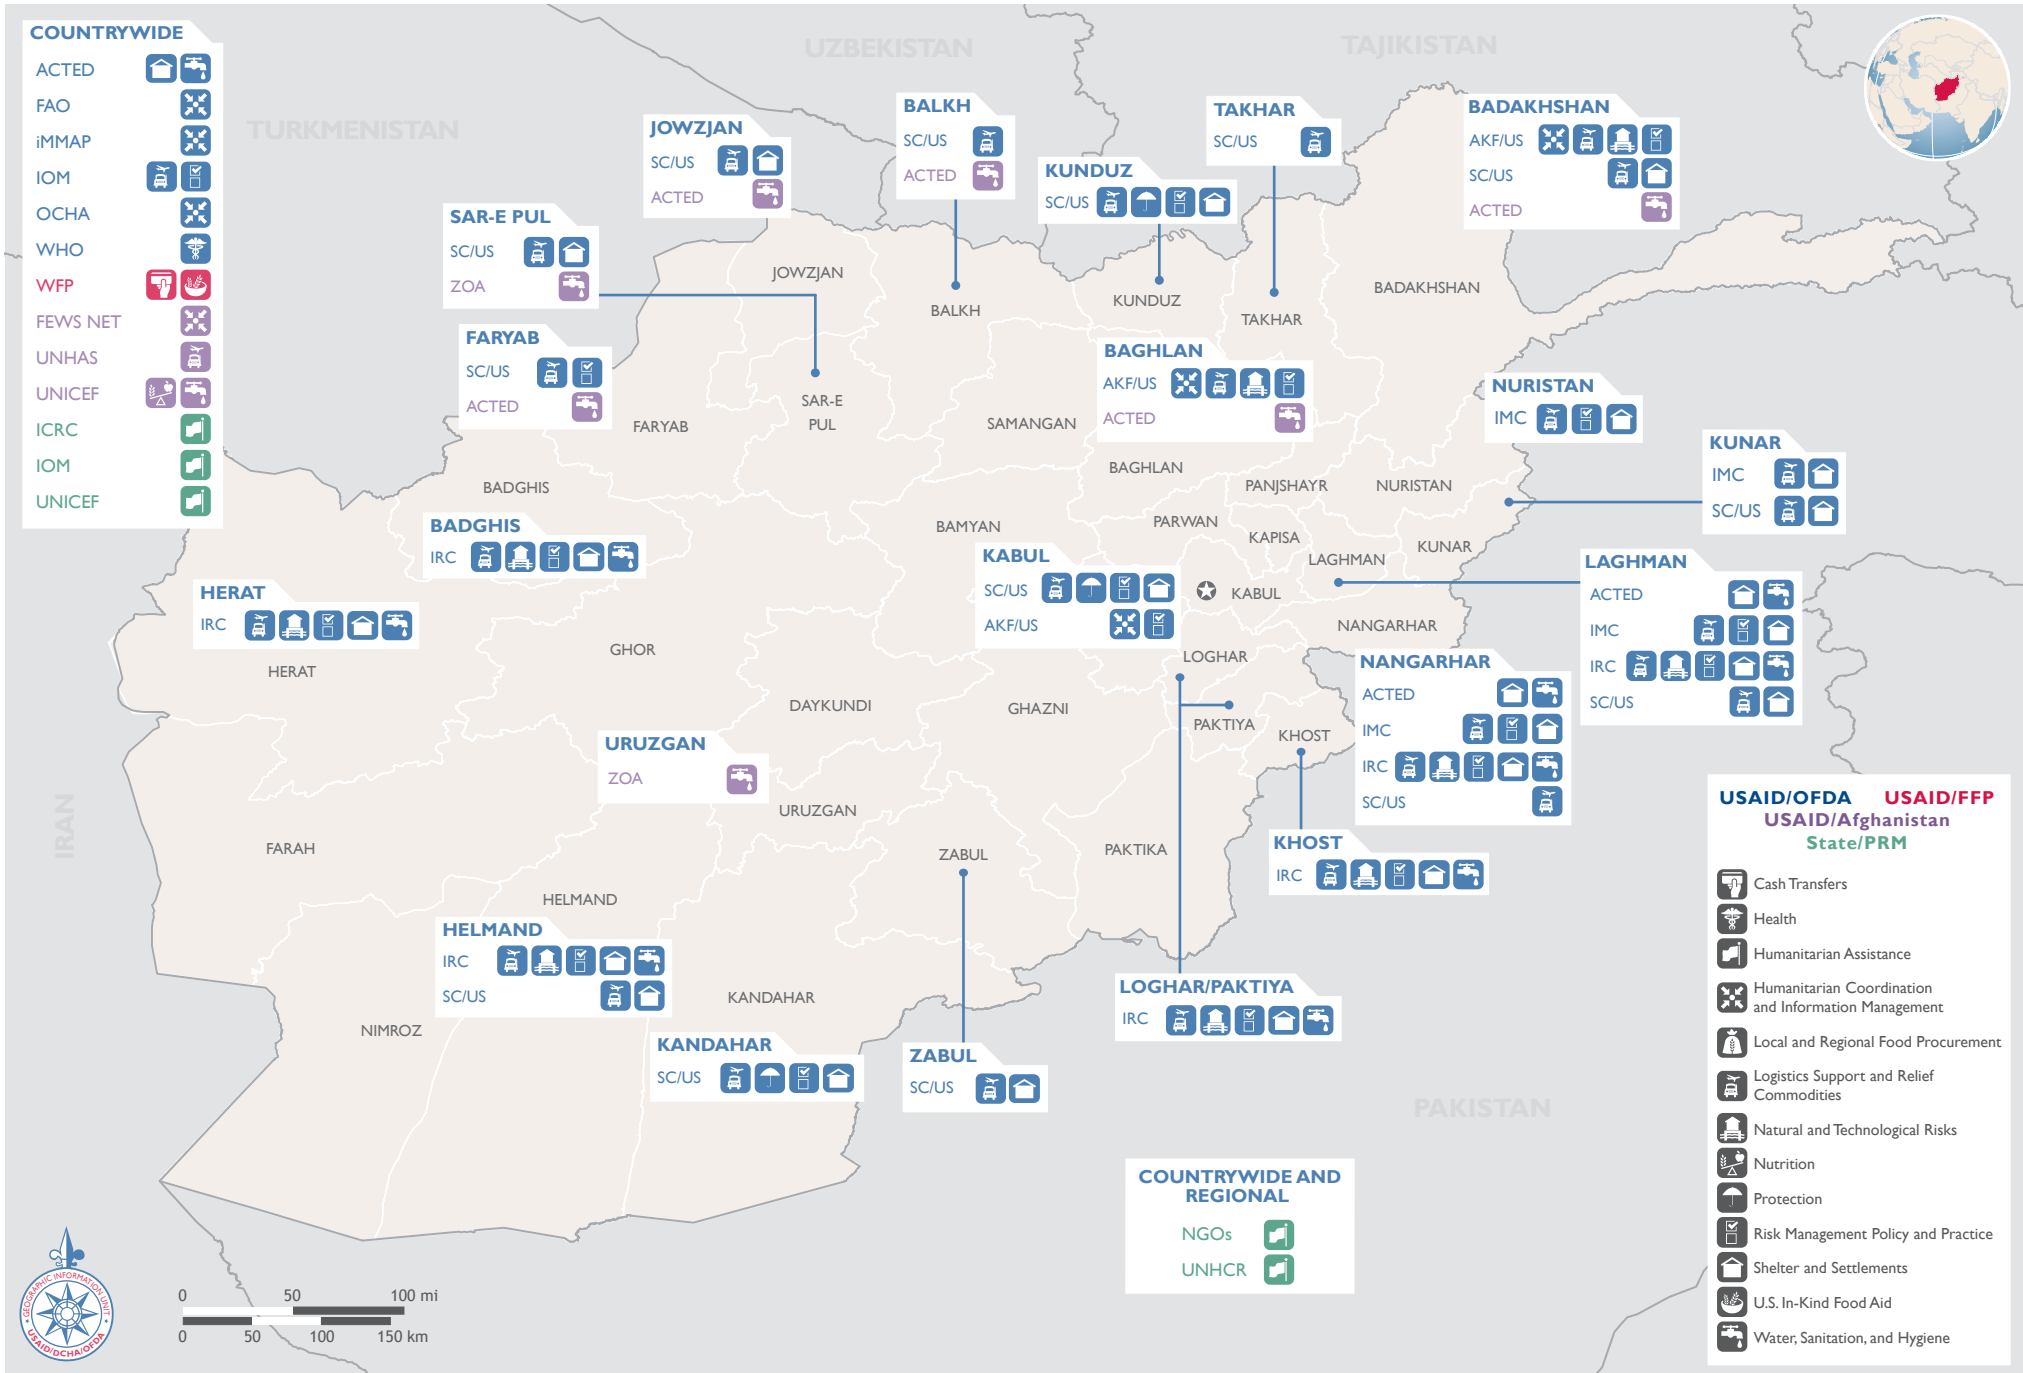 COUNTRYWIDE
ACTED
FAO
iMMAP
IOM
OCHA
WHO
WFP
FEWS NET
UNHAS
UNICEF
ICRC
IOM
UNICEF
UZBEKISTAN
TAJIKISTAN
TURKMENISTAN
IRAN
PAKISTAN
JOWZJAN
SC/US
ACTED
BALKH
SC/US
ACTED
KUNDUZ
SC/US
TAKHAR
SC/US
BADAKHSHAN
AKF/US
SC/US
ACTED
SAR-E PUL
SC/US
ZOA
FARYAB
SC/US
ACTED
BAGHLAN
AKF/US
ACTED
NURISTAN
IMC
KUNAR
IMC
SC/US
BADGHIS
IRC
HERAT
IRC
KABUL
SC/US
AKF/US
LAGHMAN
ACTED
IMC
IRC
SC/US
NANGARHAR
ACTED
IMC
IRC
SC/US
URUZGAN
ZOA
KHOST
IRC
HELMAND
IRC
SC/US
KANDAHAR
SC/US
ZABUL
SC/US
LOGHAR/PAKTIYA
IRC
JOWZJAN
BALKH
KUNDUZ
TAKHAR
BADAKHSHAN
FARYAB
SAR-E
PUL
SAMANGAN
BAGHLAN
PANJSHAYR
NURISTAN
BADGHIS
BAMYAN
PARWAN
KAPISA
LAGHMAN
KUNAR
KABUL
NANGARHAR
HERAT
GHOR
LOGHAR
DAYKUNDI
GHAZNI
PAKTIYA
KHOST
URUZGAN
FARAH
ZABUL
PAKTIKA
HELMAND
KANDAHAR
NIMROZ
COUNTRYWIDE AND
REGIONAL
NGOs
UNHCR
USAID/OFDA USAID/FFP
USAID/Afghanistan
State/PRM
Cash Transfers
Health
Humanitarian Assistance
Humanitarian Coordination
and Information Management
Local and Regional Food Procurement
Logistics Support and Relief
Commodities
Natural and Technological Risks
Nutrition
Protection
Risk Management Policy and Practice
Shelter and Settlements
U.S. In-Kind Food Aid
Water, Sanitation, and Hygiene
GEOGRAPHIC INFORMATION UNIT
USAID/DCHA/OFDA
0 50 100 mi
0 50 100 150 km